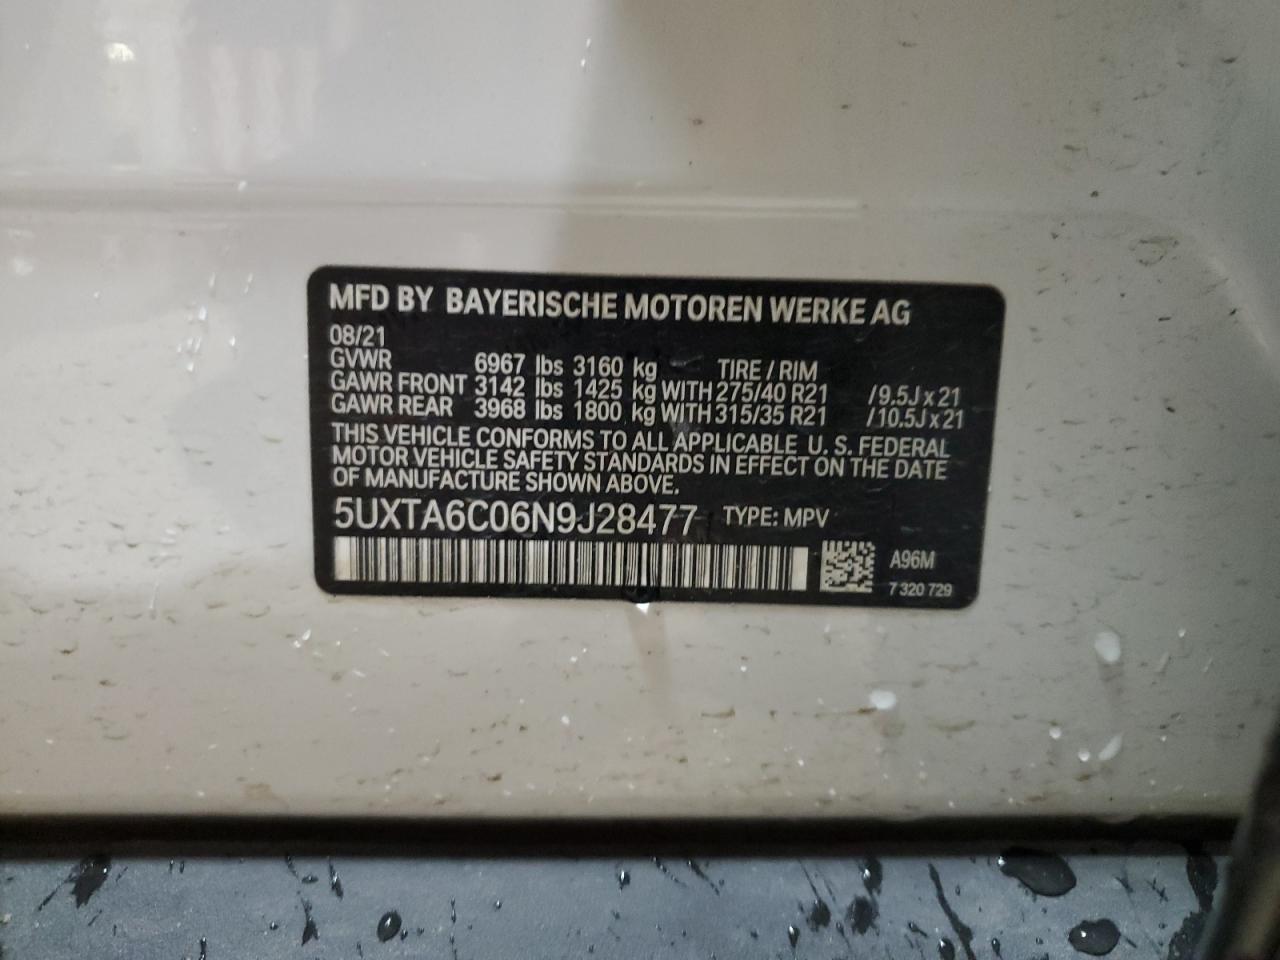 MFD BY BAYERISCHE MOTOREN WERKE AG
08/21
GVWR 6967 lbs 3160 kg TIRE / RIM
GAWR FRONT 3142 lbs 1425 kg WITH 275/40 R21 /9.5J x 21
GAWR REAR 3968 lbs 1800 kg WITH 315/35 R21 /10.5J x 21
THIS VEHICLE CONFORMS TO ALL APPLICABLE U. S. FEDERAL
MOTOR VEHICLE SAFETY STANDARDS IN EFFECT ON THE DATE
OF MANUFACTURE SHOWN ABOVE.
5UXTA6C06N9J28477 TYPE: MPV
A96M
7 320 729